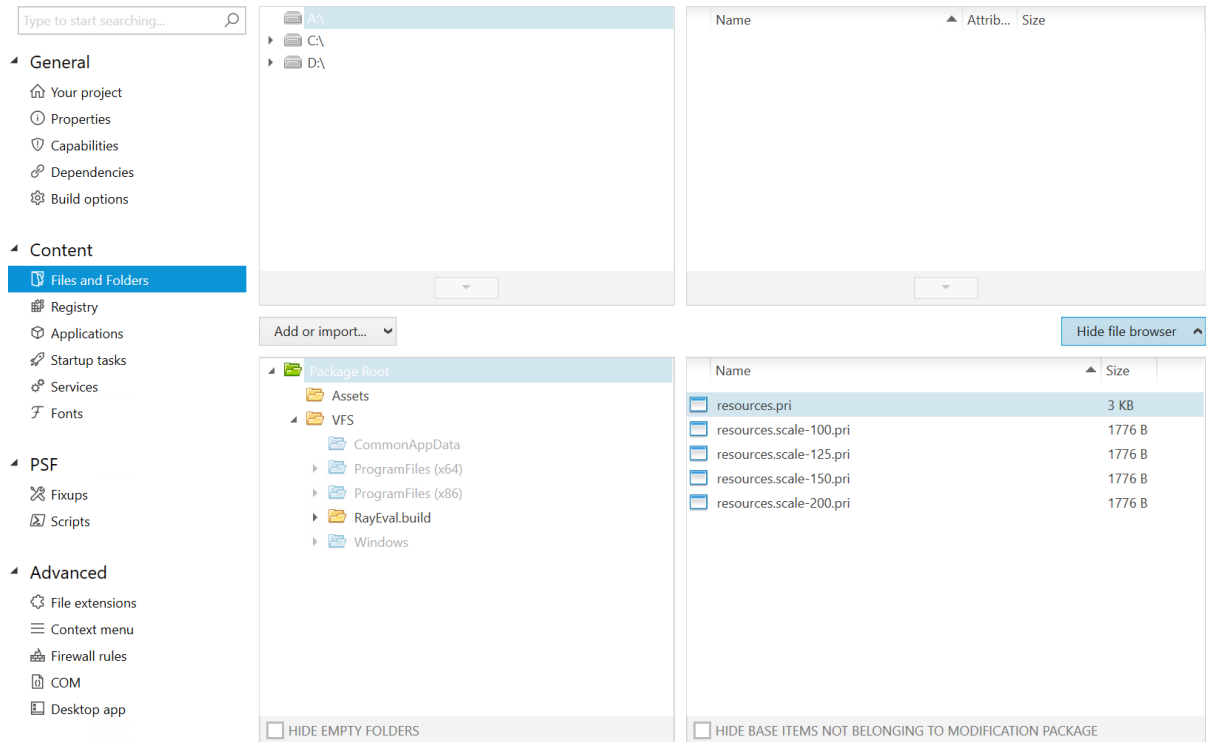 Type to start searching...
General
Your project
Properties
Capabilities
Dependencies
Build options
Content
Files and Folders
Registry
Applications
Startup tasks
Services
Fonts
PSF
Fixups
Scripts
Advanced
File extensions
Context menu
Firewall rules
COM
Desktop app
A:\
C:\
D:\
Name Attrib... Size
Add or import...
Hide file browser
Package Root
Assets
VFS
CommonAppData
ProgramFiles (x64)
ProgramFiles (x86)
RayEval.build
Windows
HIDE EMPTY FOLDERS
Name Size
resources.pri 3 KB
resources.scale-100.pri 1776 B
resources.scale-125.pri 1776 B
resources.scale-150.pri 1776 B
resources.scale-200.pri 1776 B
HIDE BASE ITEMS NOT BELONGING TO MODIFICATION PACKAGE